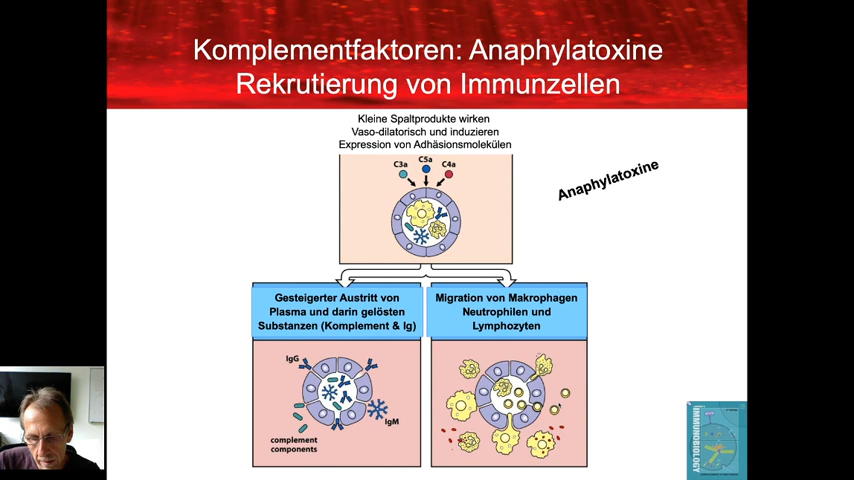 Komplementfaktoren: Anaphylatoxine
Rekrutierung von Immunzellen
Kleine Spaltprodukte wirken
Vaso-dilatorisch und induzieren
Expression von Adhäsionsmolekülen
C3a
C5a
C4a
Anaphylatoxine
Gesteigerter Austritt von
Plasma und darin gelösten
Substanzen (Komplement & Ig)
Migration von Makrophagen
Neutrophilen und
Lymphozyten
IgG
IgM
complement
components
IMMUNOBIOLOGY